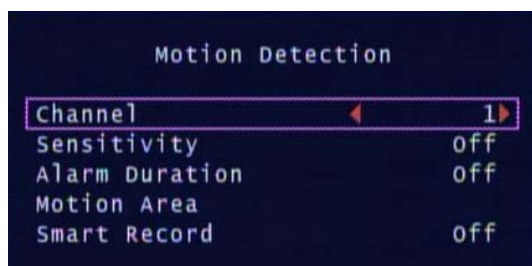 Motion Detection
Channel 1
Sensitivity Off
Alarm Duration Off
Motion Area
Smart Record Off